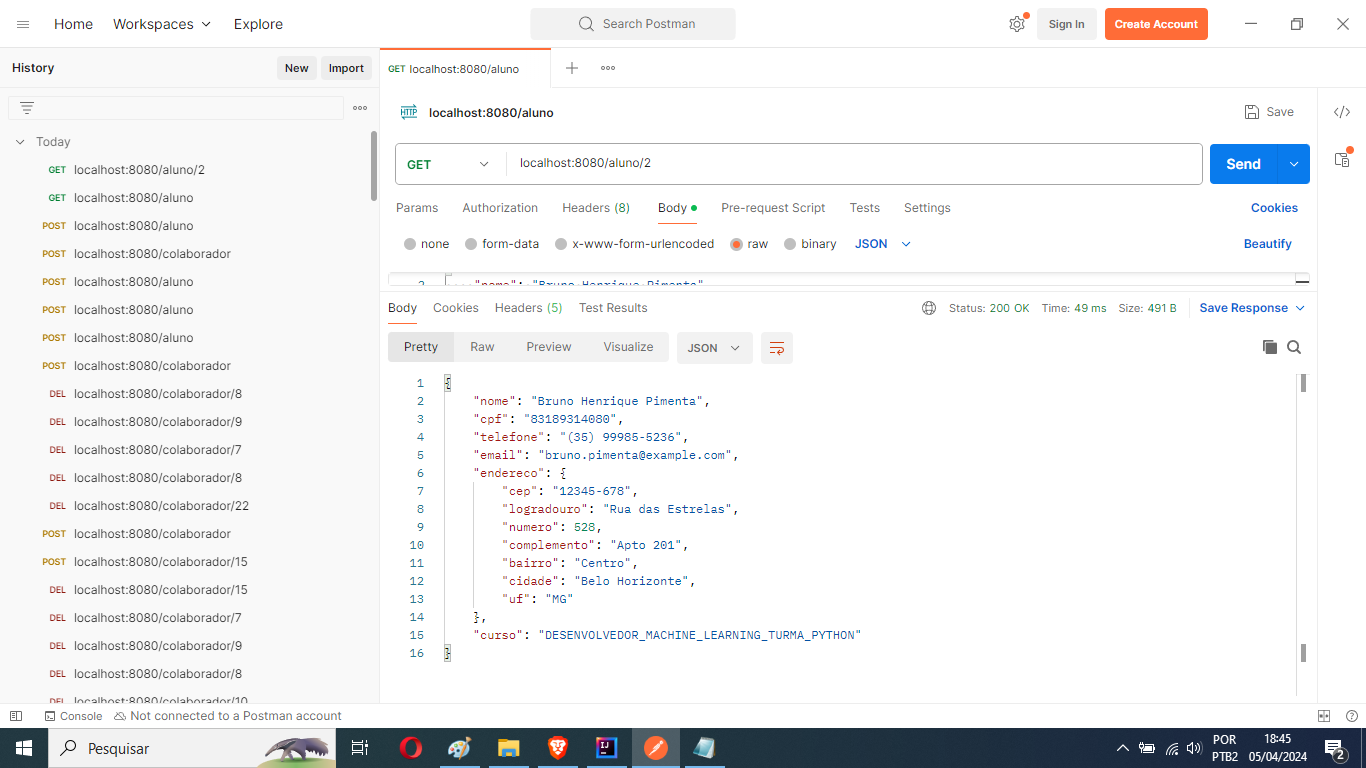 Home Workspaces Explore Search Postman Sign In Create Account
History New Import GET localhost:8080/aluno
HTTP localhost:8080/aluno Save
Today
GET localhost:8080/aluno/2
GET localhost:8080/aluno
POST localhost:8080/aluno
POST localhost:8080/colaborador
POST localhost:8080/aluno
POST localhost:8080/aluno
POST localhost:8080/aluno
POST localhost:8080/colaborador
DEL localhost:8080/colaborador/8
DEL localhost:8080/colaborador/9
DEL localhost:8080/colaborador/7
DEL localhost:8080/colaborador/8
DEL localhost:8080/colaborador/22
POST localhost:8080/colaborador
POST localhost:8080/colaborador/15
DEL localhost:8080/colaborador/15
DEL localhost:8080/colaborador/7
DEL localhost:8080/colaborador/9
DEL localhost:8080/colaborador/8
DEL localhost:8080/colaborador/10
GET localhost:8080/aluno/2 Send
Params Authorization Headers (8) Body Pre-request Script Tests Settings Cookies
none form-data x-www-form-urlencoded raw binary JSON Beautify
2 "nome": "Bruno Henrique Pimenta",
Body Cookies Headers (5) Test Results Status: 200 OK Time: 49 ms Size: 491 B Save Response
Pretty Raw Preview Visualize JSON
1 {
2 "nome": "Bruno Henrique Pimenta",
3 "cpf": "83189314080",
4 "telefone": "(35) 99985-5236",
5 "email": "bruno.pimenta@example.com",
6 "endereco": {
7 "cep": "12345-678",
8 "logradouro": "Rua das Estrelas",
9 "numero": 528,
10 "complemento": "Apto 201",
11 "bairro": "Centro",
12 "cidade": "Belo Horizonte",
13 "uf": "MG"
14 },
15 "curso": "DESENVOLVEDOR_MACHINE_LEARNING_TURMA_PYTHON"
16 }
Console Not connected to a Postman account
Pesquisar POR 18:45
PTB2 05/04/2024 2